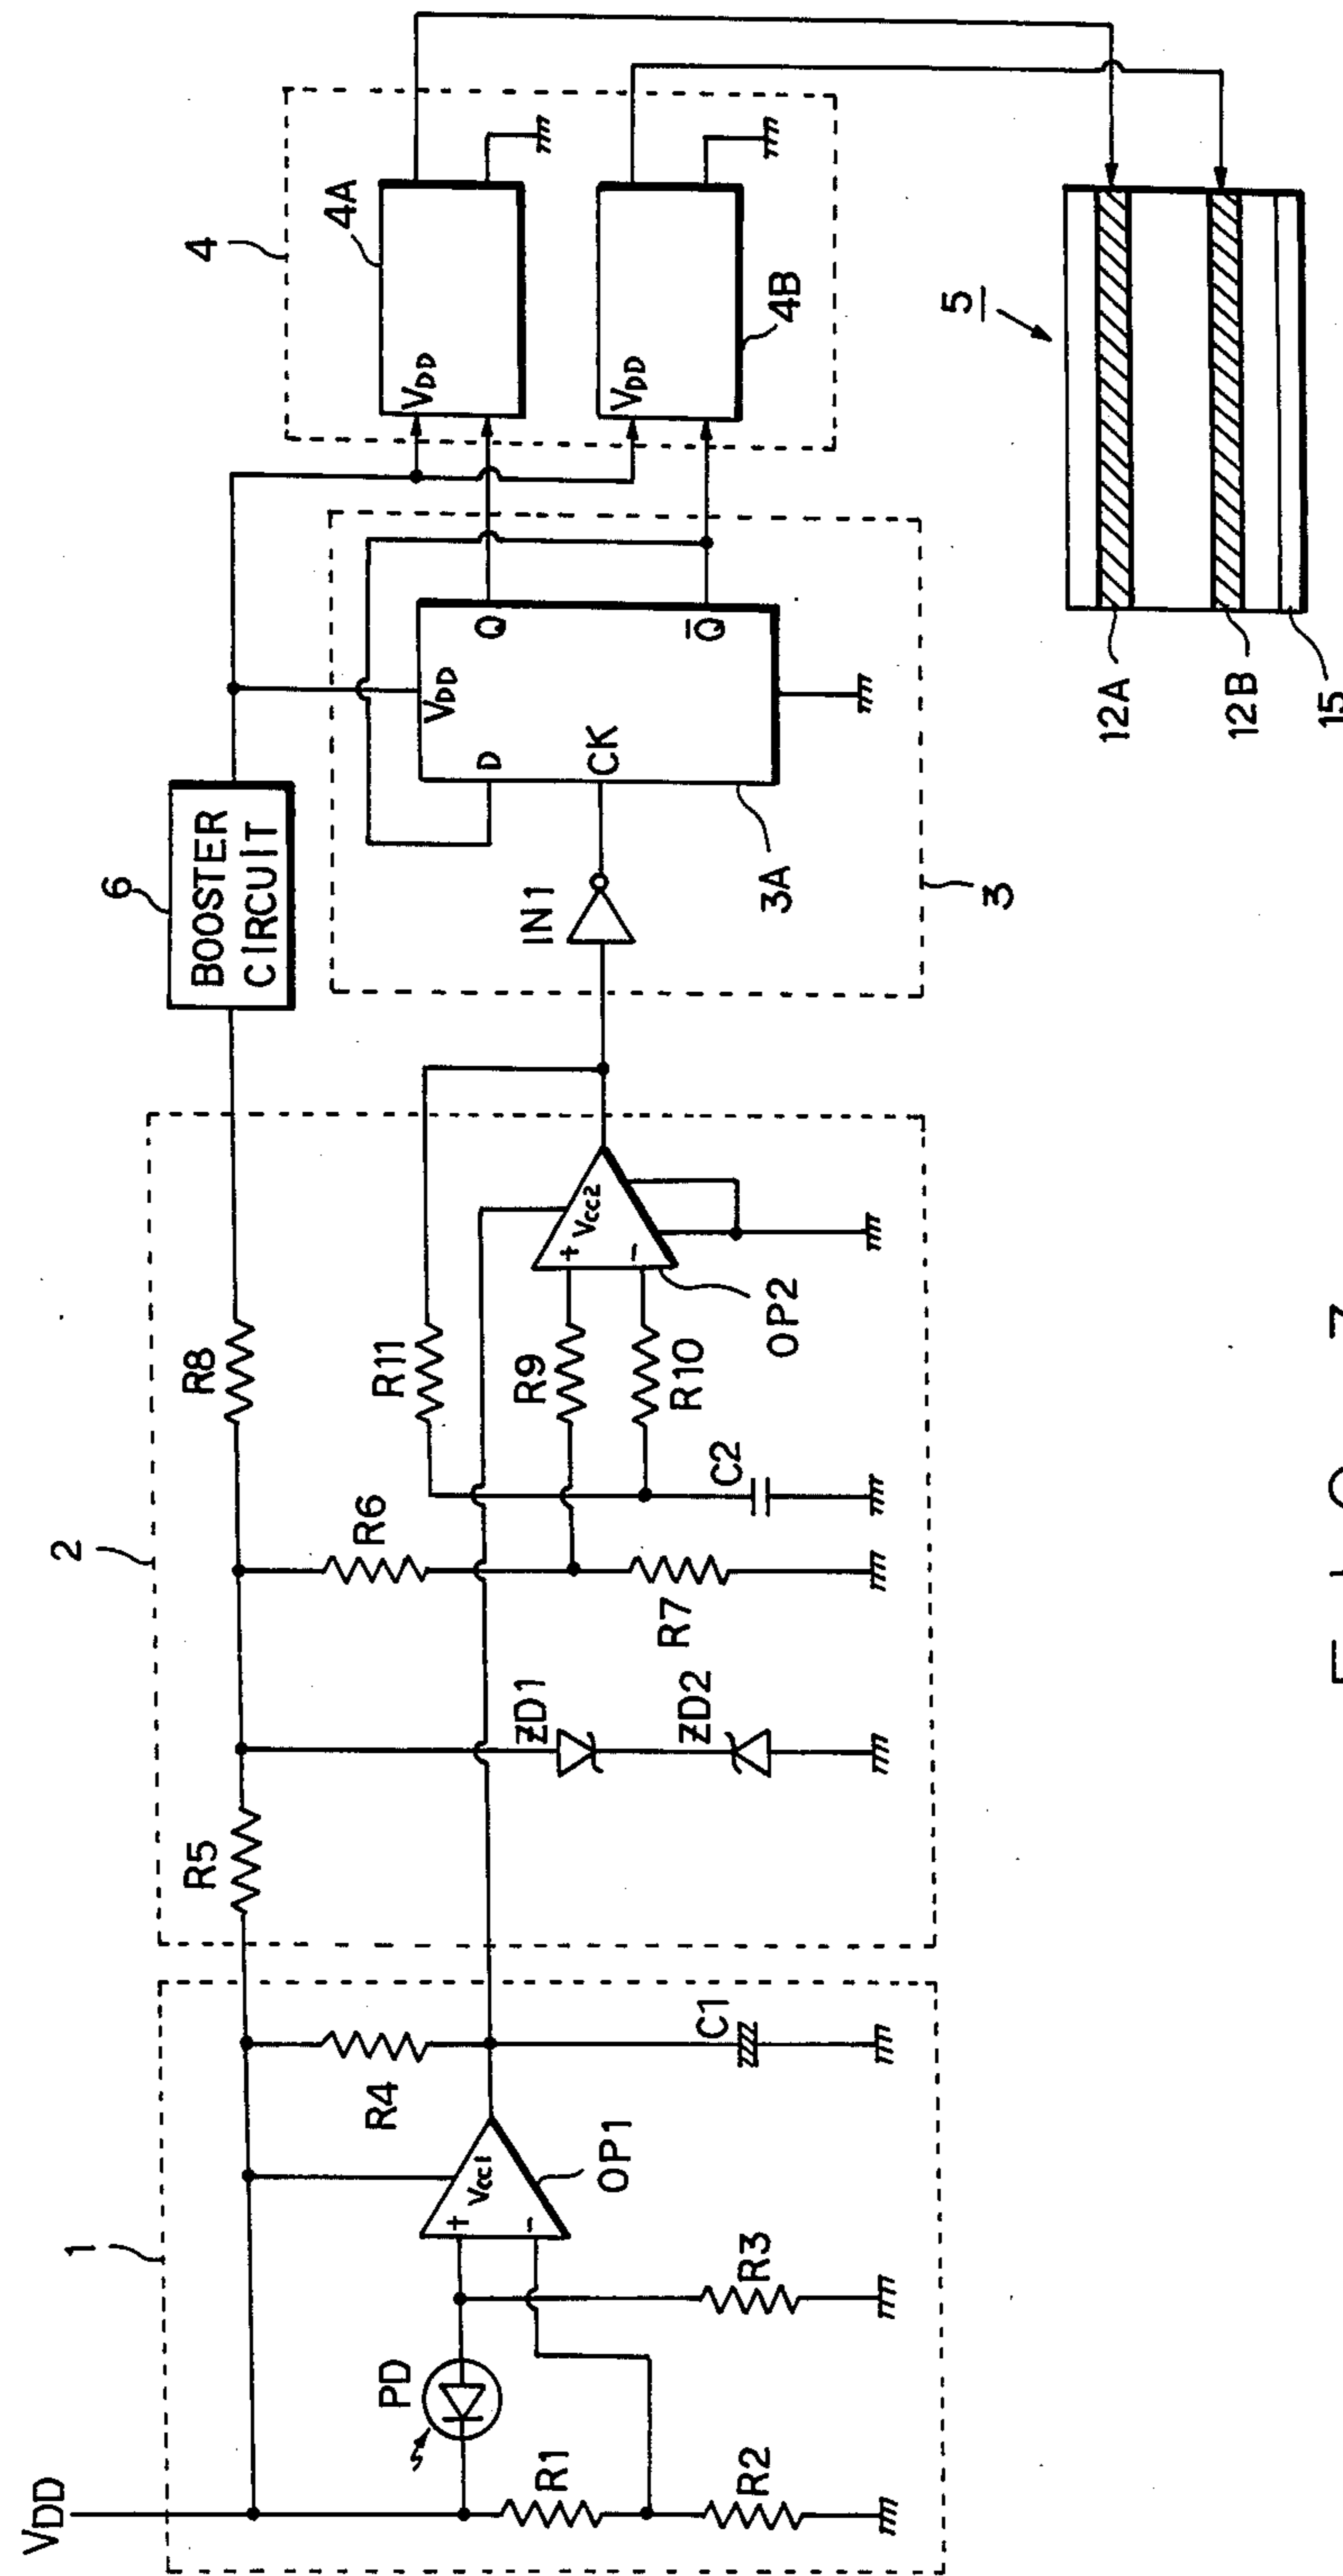 VDD
1
PD
R1
R2
R3
+
−
Vcc1
OP1
R4
C1
2
R5
ZD1
ZD2
R6
R7
R8
R11
R9
R10
C2
+
−
Vcc2
OP2
6
BOOSTER
CIRCUIT
IN1
3
3A
VDD
D
CK
Q
Q̅
4
4A
VDD
4B
VDD
5
12A
12B
15